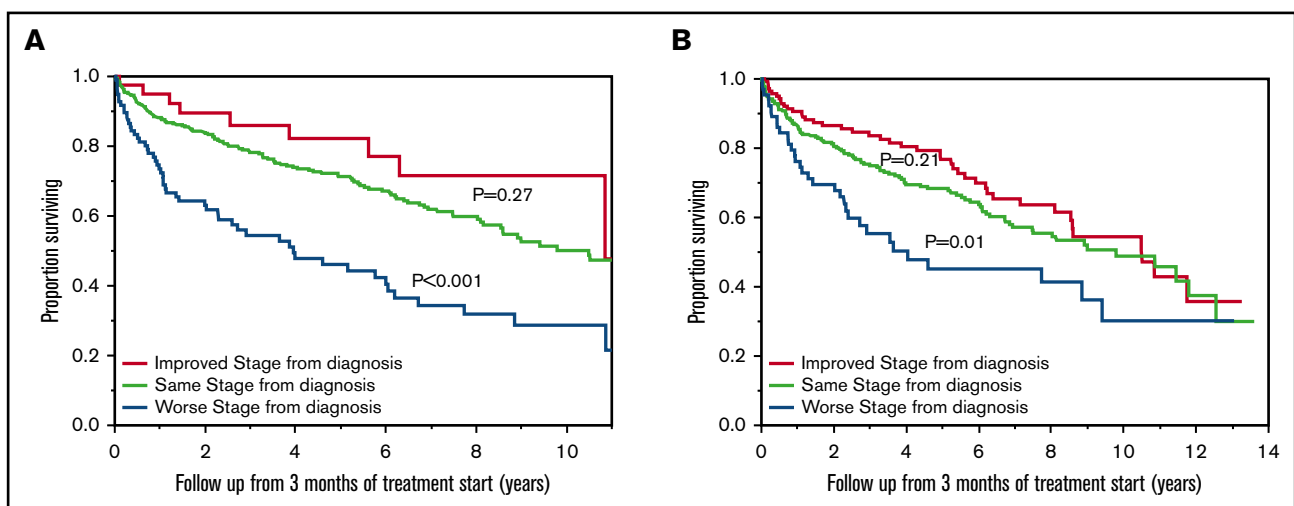 A
1.0
0.8
0.6
0.4
0.2
0.0
Proportion surviving
P=0.27
P<0.001
Improved Stage from diagnosis
Same Stage from diagnosis
Worse Stage from diagnosis
0 2 4 6 8 10
Follow up from 3 months of treatment start (years)
B
1.0
0.8
0.6
0.4
0.2
0.0
Proportion surviving
P=0.21
P=0.01
Improved Stage from diagnosis
Same Stage from diagnosis
Worse Stage from diagnosis
0 2 4 6 8 10 12 14
Follow up from 3 months of treatment start (years)